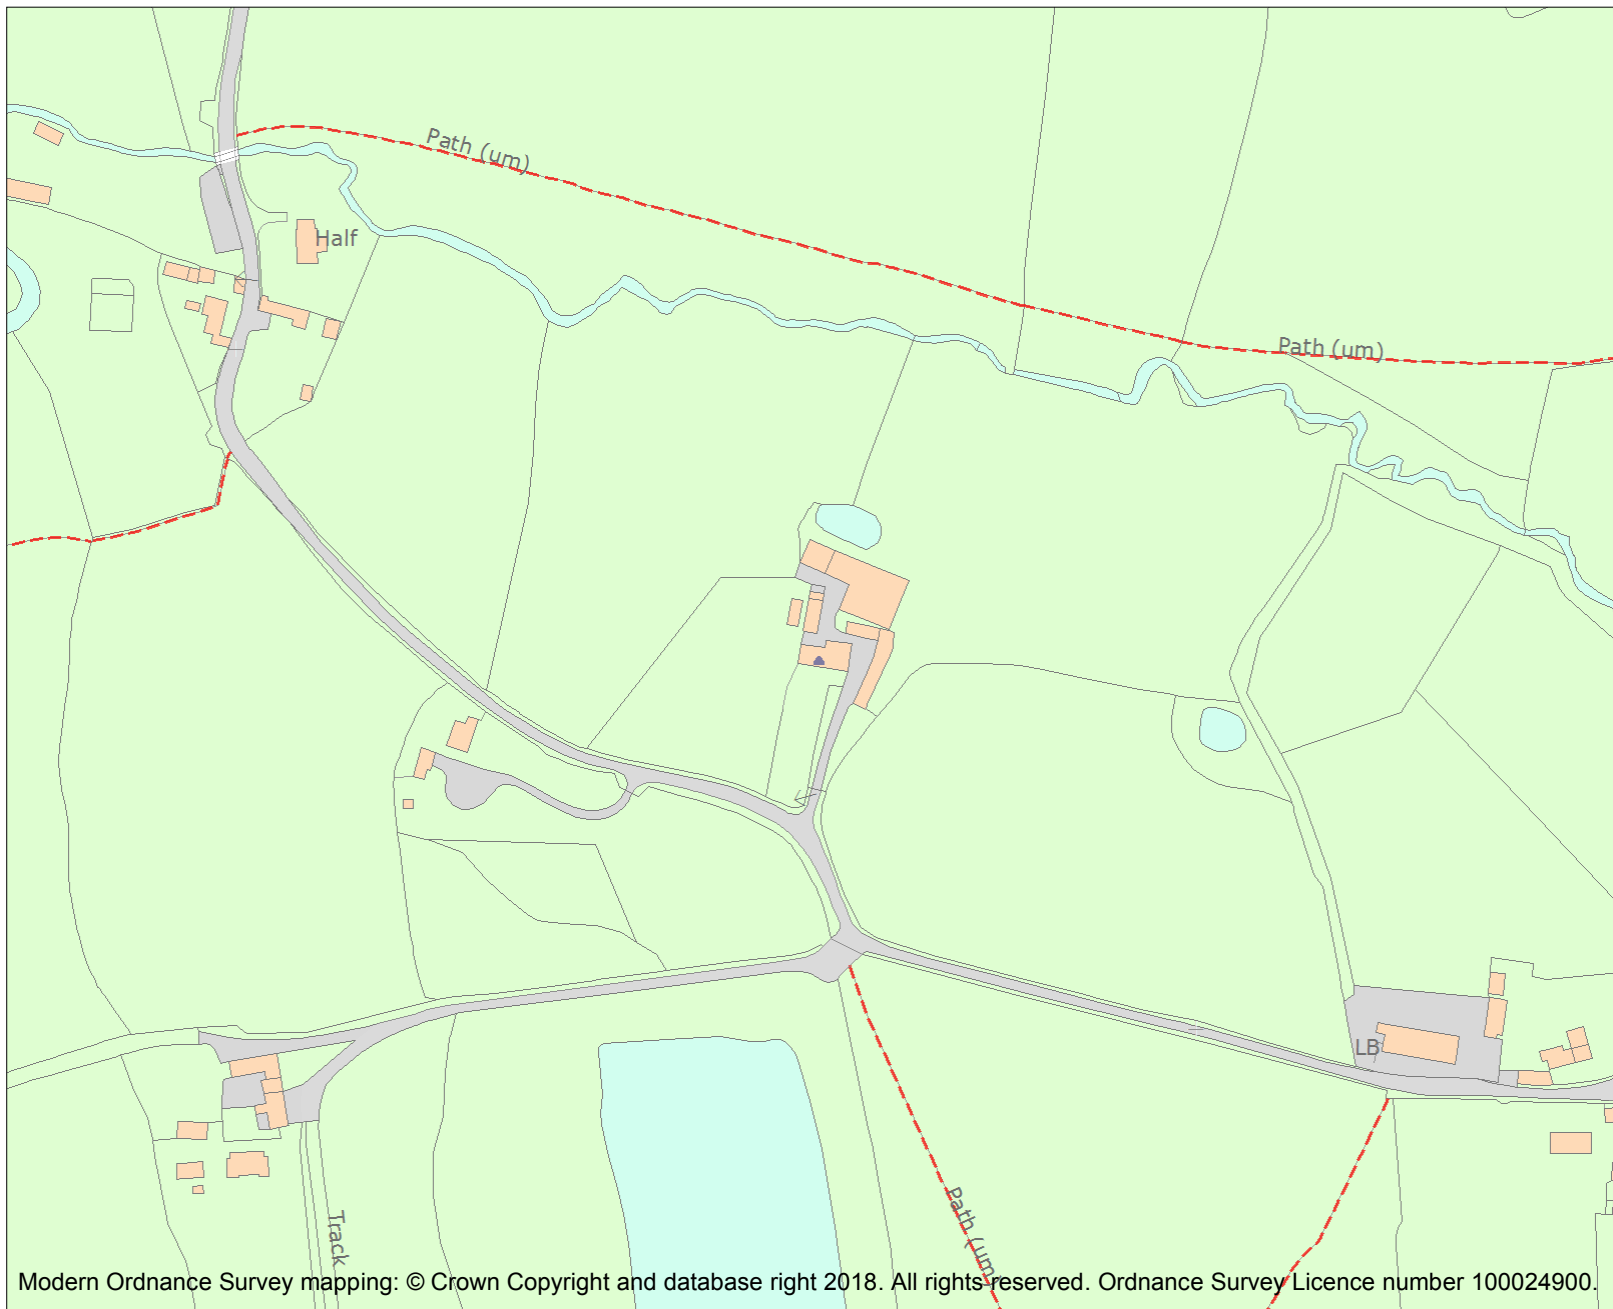 Path (um)
Half
Path (um)
LB
Path (um)
Track
Modern Ordnance Survey mapping: © Crown Copyright and database right 2018. All rights reserved. Ordnance Survey Licence number 100024900.